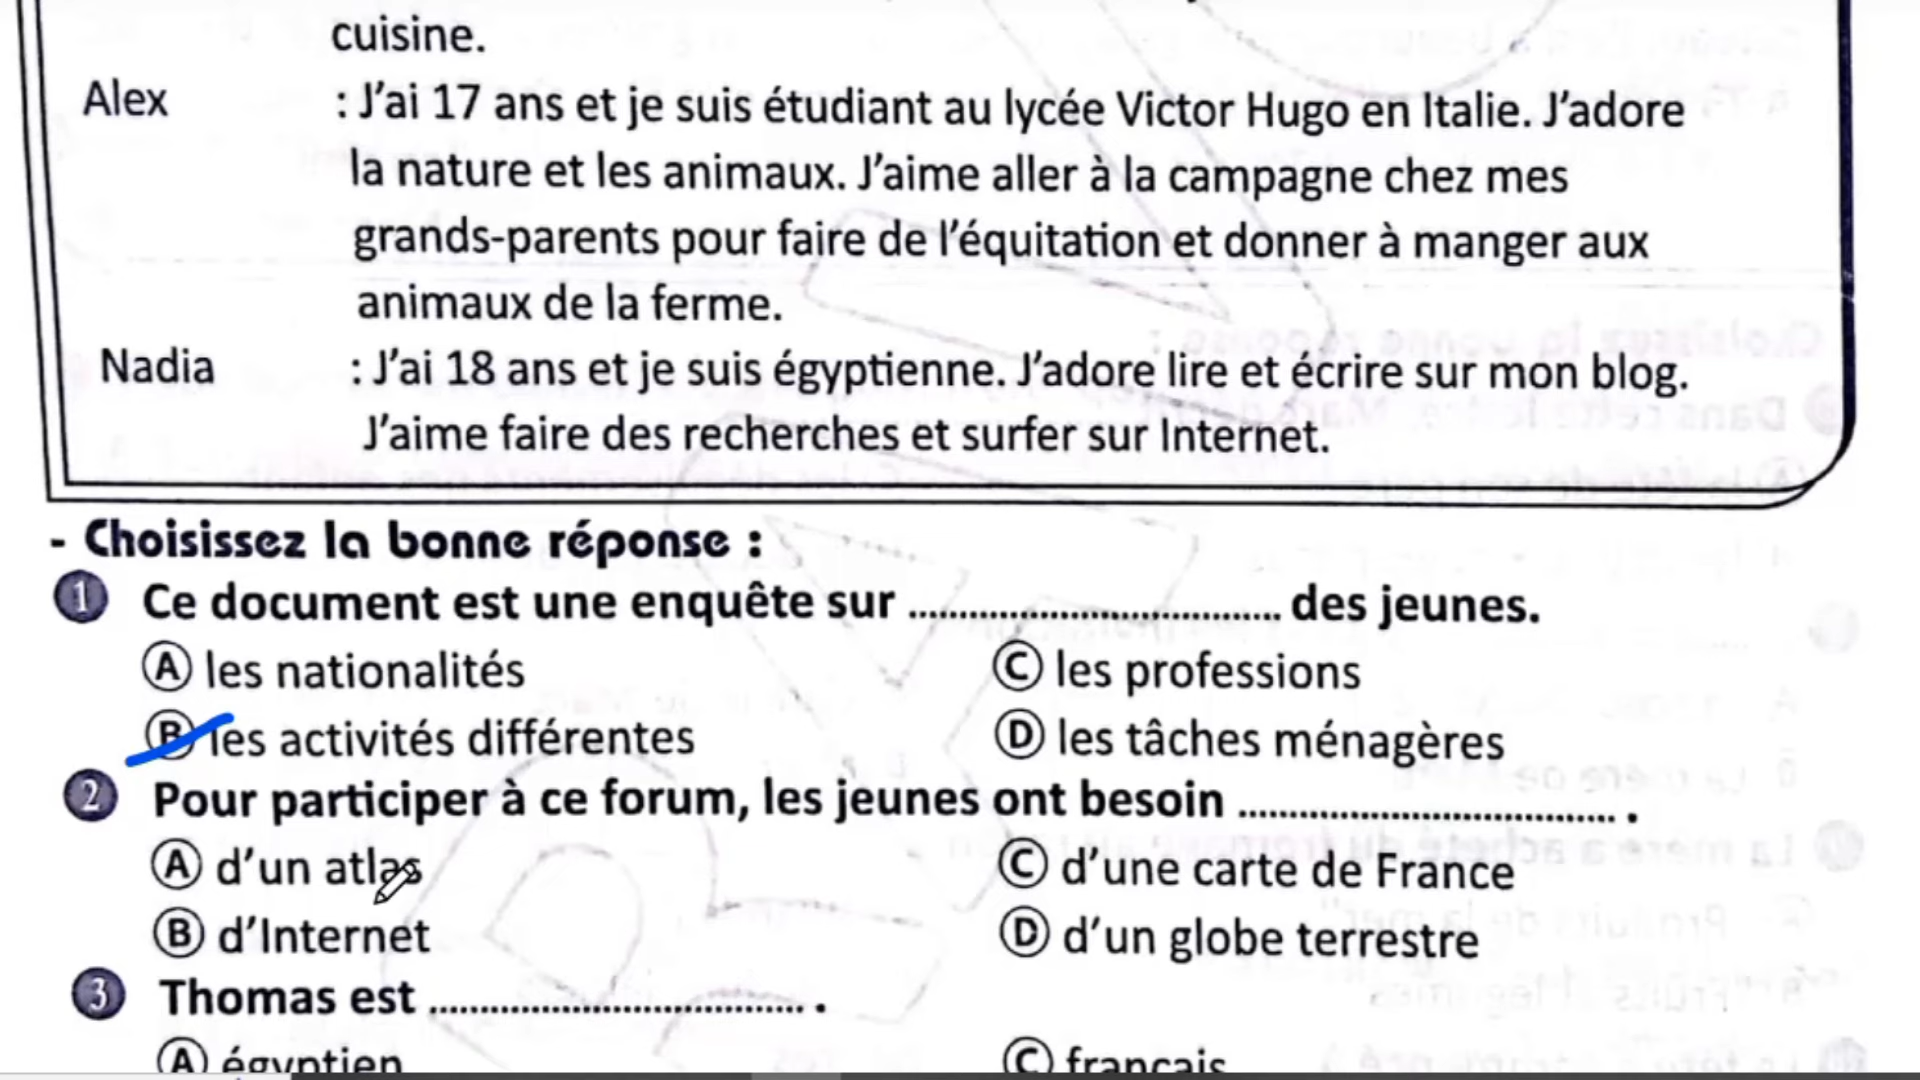 cuisine.
Alex : J'ai 17 ans et je suis étudiant au lycée Victor Hugo en Italie. J'adore
la nature et les animaux. J'aime aller à la campagne chez mes
grands-parents pour faire de l'équitation et donner à manger aux
animaux de la ferme.
Nadia : J'ai 18 ans et je suis égyptienne. J'adore lire et écrire sur mon blog.
J'aime faire des recherches et surfer sur Internet.
- Choisissez la bonne réponse :
1 Ce document est une enquête sur .................................... des jeunes.
A les nationalités C les professions
B les activités différentes D les tâches ménagères
2 Pour participer à ce forum, les jeunes ont besoin .................................... .
A d'un atlas C d'une carte de France
B d'Internet D d'un globe terrestre
3 Thomas est .................................... .
A égyptien C français